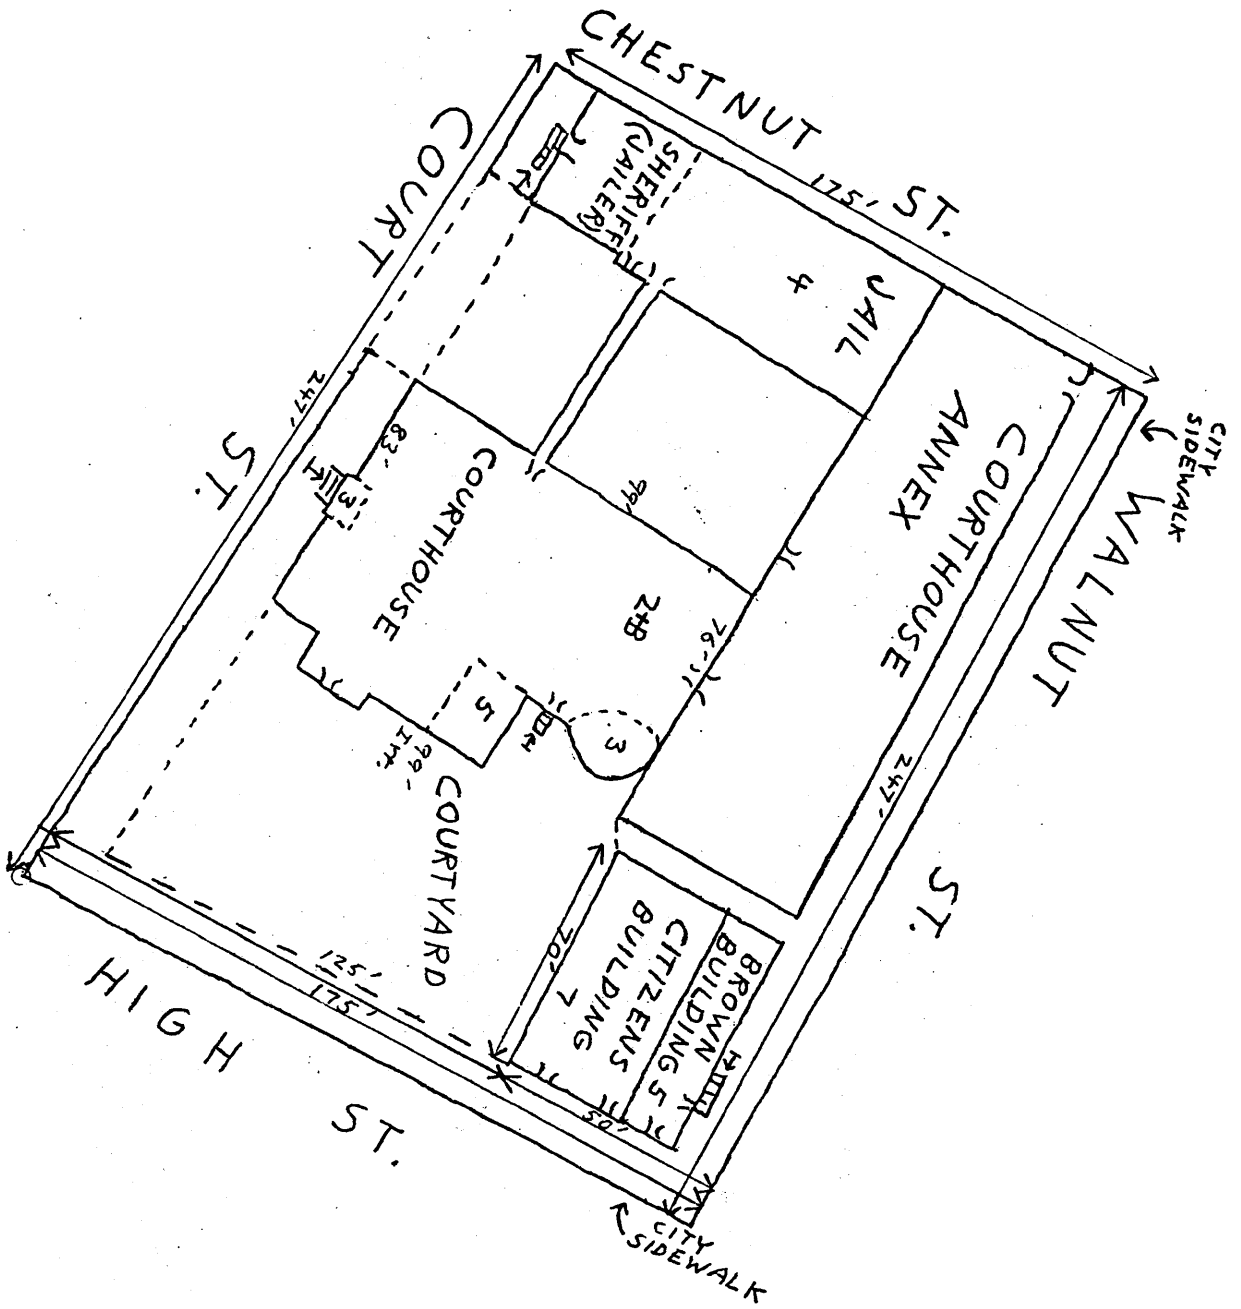 CHESTNUT ST.
175'
COURT ST.
247'
SHERIFF
(JAILER)
JAIL
4
CITY
SIDEWALK
WALNUT ST.
247'
COURTHOUSE
ANNEX
83'
3
COURTHOUSE
99'
2+B
76'
5
3
99'
Irr.
COURTYARD
70'
CITIZENS
BUILDING
7
BROWN
BUILDING 5
125'
175'
50'
HIGH ST.
CITY
SIDEWALK